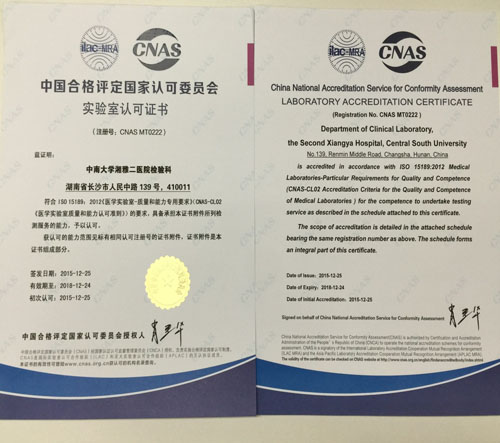 ilac-MRA
CNAS
中国合格评定国家认可委员会
实验室认可证书
（注册号：CNAS MT0222）
兹证明：
中南大学湘雅二医院检验科
湖南省长沙市人民中路 139 号，410011
符合 ISO 15189：2012《医学实验室-质量和能力专用要求》(CNAS-CL02
《医学实验室质量和能力认可准则》) 的要求，具备承担本证书附件所列检
测服务的能力，予以认可。
获认可的能力范围见标有相同认可注册号的证书附件，证书附件是本
证书组成部分。
签发日期：2015-12-25
有效期至：2018-12-24
初次认可：2015-12-25
中国合格评定国家认可委员会授权人
ilac-MRA
CNAS
China National Accreditation Service for Conformity Assessment
LABORATORY ACCREDITATION CERTIFICATE
(Registration No. CNAS MT0222 )
Department of Clinical Laboratory,
the Second Xiangya Hospital, Central South University
No.139, Renmin Middle Road, Changsha, Hunan, China
is accredited in accordance with ISO 15189:2012 Medical
Laboratories-Particular Requirements for Quality and Competence
(CNAS-CL02 Accreditation Criteria for the Quality and Competence
of Medical Laboratories ) for the competence to undertake testing
service as described in the schedule attached to this certificate.
The scope of accreditation is detailed in the attached schedule
bearing the same registration number as above. The schedule forms
an integral part of this certificate.
Date of Issue: 2015-12-25
Date of Expiry: 2018-12-24
Date of Initial Accreditation: 2015-12-25
Signed on behalf of China National Accreditation Service for Conformity Assessment